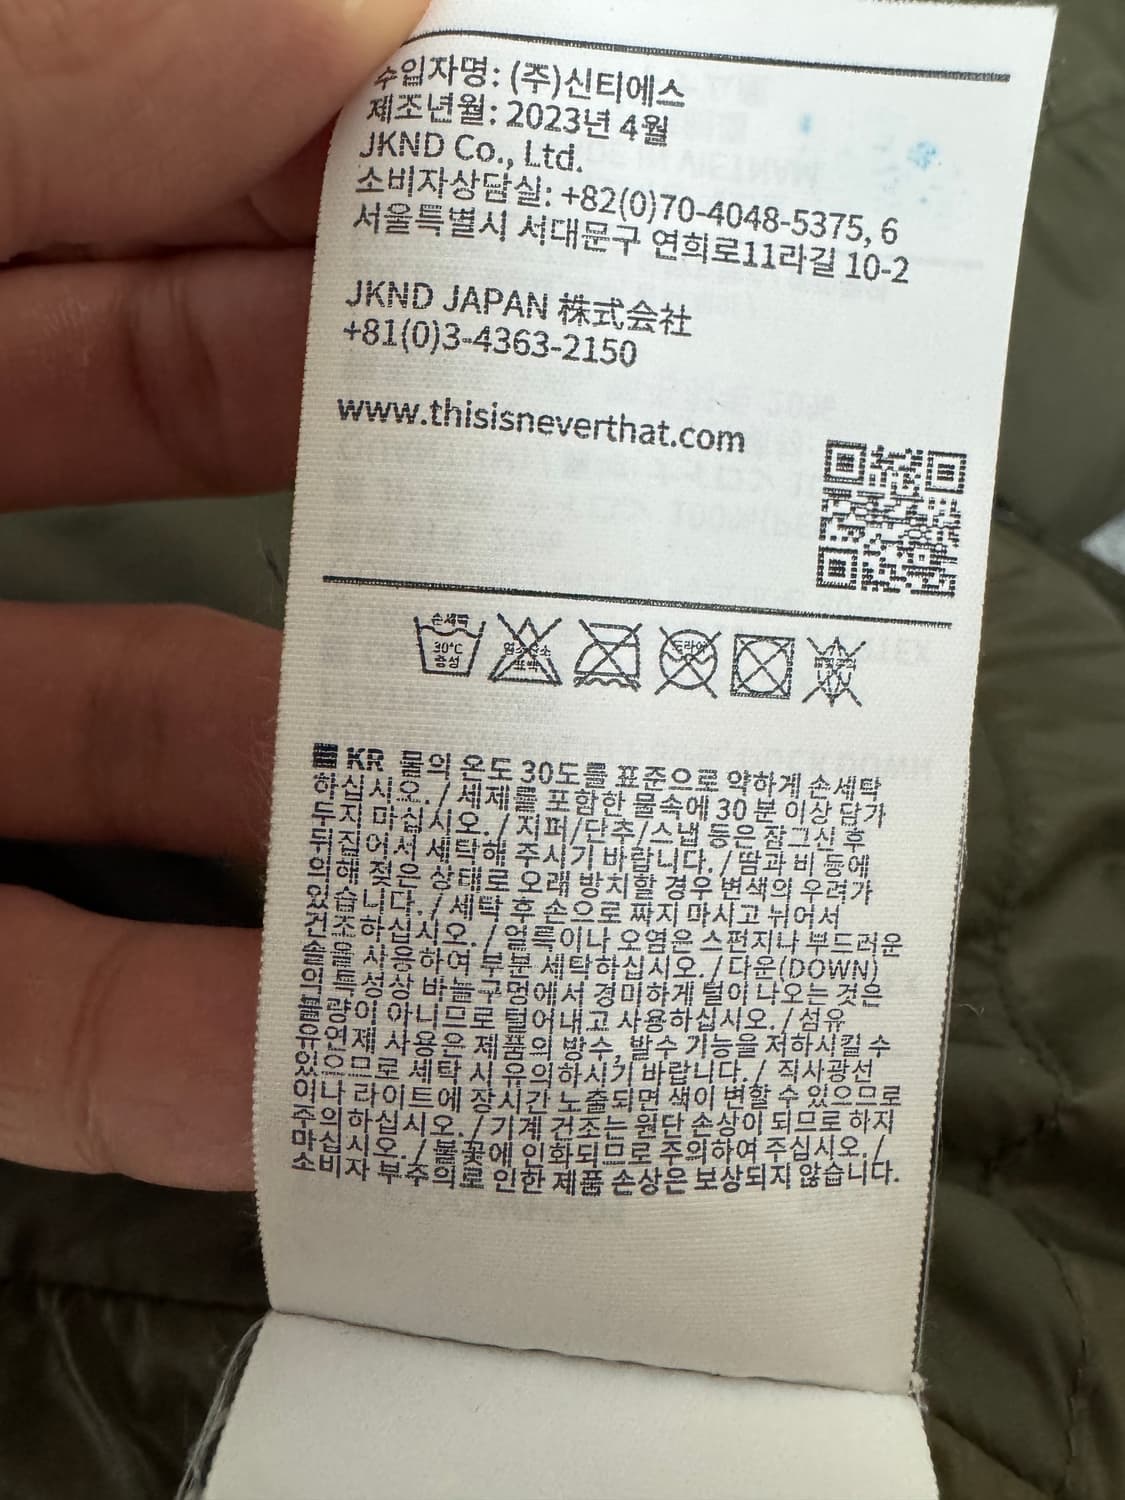 수입자명: (주)신티에스
제조년월: 2023년 4월
JKND Co., Ltd.
소비자상담실: +82(0)70-4048-5375, 6
서울특별시 서대문구 연희로11라길 10-2
JKND JAPAN 株式会社
+81(0)3-4363-2150
www.thisisneverthat.com
손세탁
30°C
중성
염소산소
표백
드라이
KR 물의 온도 30도를 표준으로 약하게 손세탁
하십시오. / 세제를 포함한 물속에 30 분 이상 담가
두지 마십시오. / 지퍼/단추/스냅 등은 잠그신 후
뒤집어서 세탁해 주시기 바랍니다. / 땀과 비 등에
의해 젖은 상태로 오래 방치할 경우 변색의 우려가
있습니다. / 세탁 후 손으로 짜지 마시고 뉘어서
건조하십시오. / 얼룩이나 오염은 스펀지나 부드러운
솔을 사용하여 부분 세탁하십시오. / 다운(DOWN)
의 특성상 바늘구멍에서 경미하게 털이 나오는 것은
불량이 아니므로 털어내고 사용하십시오. / 섬유
유연제 사용은 제품의 방수, 발수 기능을 저하시킬 수
있으므로 세탁 시 유의하시기 바랍니다. / 직사광선
이나 라이트에 장시간 노출되면 색이 변할 수 있으므로
주의하십시오. / 기계 건조는 원단 손상이 되므로 하지
마십시오. / 불꽃에 인화되므로 주의하여 주십시오. /
소비자 부주의로 인한 제품 손상은 보상되지 않습니다.